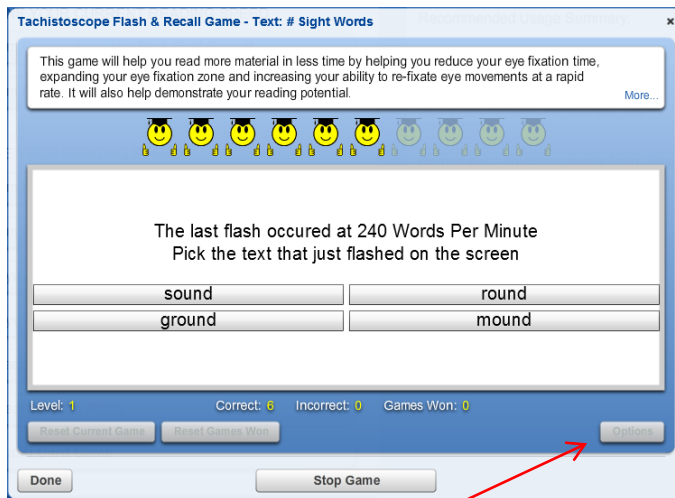 Tachistoscope Flash & Recall Game - Text: # Sight Words
This game will help you read more material in less time by helping you reduce your eye fixation time,
expanding your eye fixation zone and increasing your ability to re-fixate eye movements at a rapid
rate. It will also help demonstrate your reading potential.
More...
The last flash occured at 240 Words Per Minute
Pick the text that just flashed on the screen
sound round
ground mound
Level: 1 Correct: 6 Incorrect: 0 Games Won: 0
Reset Current Game Reset Games Won Options
Done Stop Game